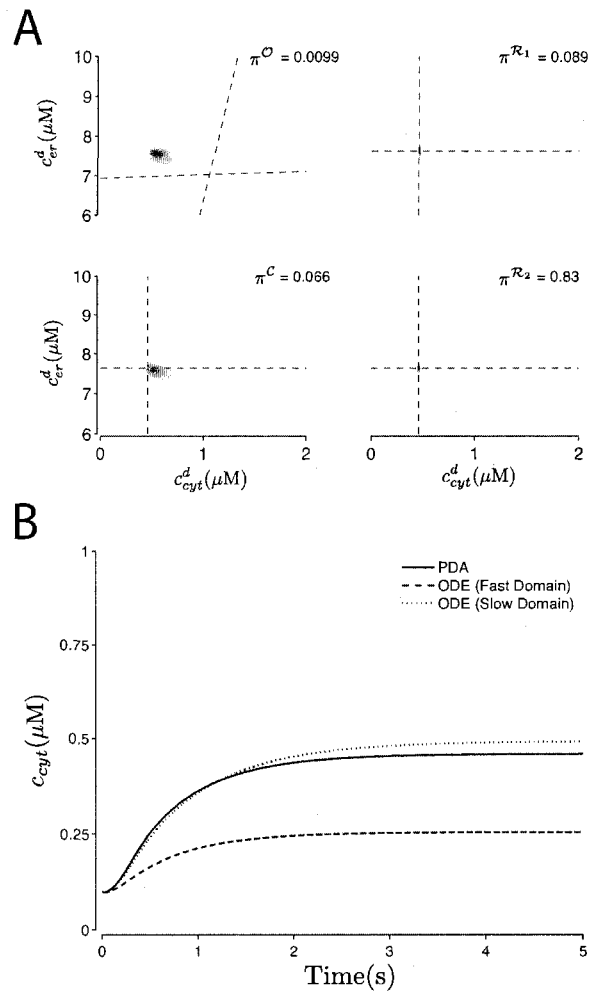 A
π^O = 0.0099
π^R1 = 0.089
c^d_er (μM)
10
9
8
7
6
π^C = 0.066
π^R2 = 0.83
c^d_er (μM)
10
9
8
7
6
0 1 2
0 1 2
c^d_cyt (μM)
c^d_cyt (μM)
B
PDA
ODE (Fast Domain)
ODE (Slow Domain)
c_cyt (μM)
1
0.75
0.5
0.25
0
0 1 2 3 4 5
Time(s)